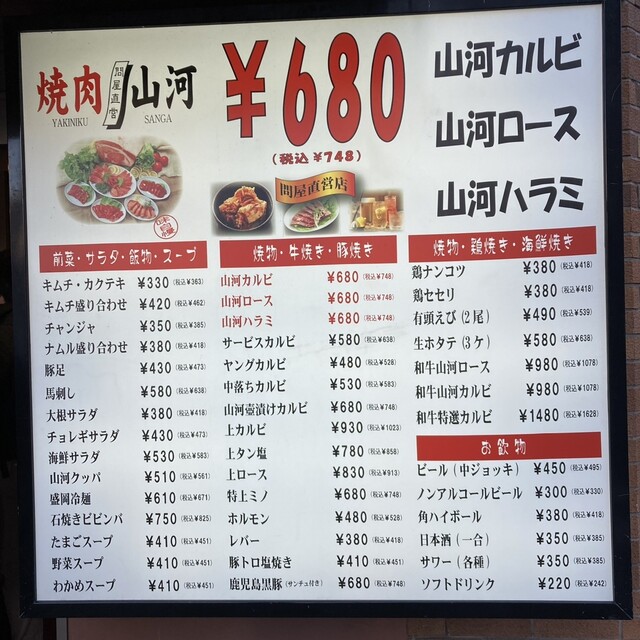 焼肉
問屋直営
山河
YAKINIKU
SANGA
¥680
(税込¥748)
山河カルビ
山河ロース
山河ハラミ
問屋直営店
前菜・サラダ・飯物・スープ
キムチ・カクテキ ¥330(税込¥363)
キムチ盛り合わせ ¥420(税込¥462)
チャンジャ ¥350(税込¥385)
ナムル盛り合わせ ¥380(税込¥418)
豚足 ¥430(税込¥473)
馬刺し ¥580(税込¥638)
大根サラダ ¥380(税込¥418)
チョレギサラダ ¥430(税込¥473)
海鮮サラダ ¥530(税込¥583)
山河クッパ ¥510(税込¥561)
盛岡冷麺 ¥610(税込¥671)
石焼きビビンバ ¥750(税込¥825)
たまごスープ ¥410(税込¥451)
野菜スープ ¥410(税込¥451)
わかめスープ ¥410(税込¥451)
焼物・牛焼き・豚焼き
山河カルビ ¥680(税込¥748)
山河ロース ¥680(税込¥748)
山河ハラミ ¥680(税込¥748)
サービスカルビ ¥580(税込¥638)
ヤングカルビ ¥480(税込¥528)
中落ちカルビ ¥530(税込¥583)
山河壺漬けカルビ ¥680(税込¥748)
上カルビ ¥930(税込¥1023)
上タン塩 ¥780(税込¥858)
上ロース ¥830(税込¥913)
特上ミノ ¥680(税込¥748)
ホルモン ¥480(税込¥528)
レバー ¥380(税込¥418)
豚トロ塩焼き ¥410(税込¥451)
鹿児島黒豚(サンチュ付き) ¥680(税込¥748)
焼物・鶏焼き・海鮮焼き
鶏ナンコツ ¥380(税込¥418)
鶏セセリ ¥380(税込¥418)
有頭えび(2尾) ¥490(税込¥539)
生ホタテ(3ケ) ¥580(税込¥638)
和牛山河ロース ¥980(税込¥1078)
和牛山河カルビ ¥980(税込¥1078)
和牛特選カルビ ¥1480(税込¥1628)
お飲物
ビール(中ジョッキ) ¥450(税込¥495)
ノンアルコールビール ¥300(税込¥330)
角ハイボール ¥380(税込¥418)
日本酒(一合) ¥350(税込¥385)
サワー(各種) ¥350(税込¥385)
ソフトドリンク ¥220(税込¥242)